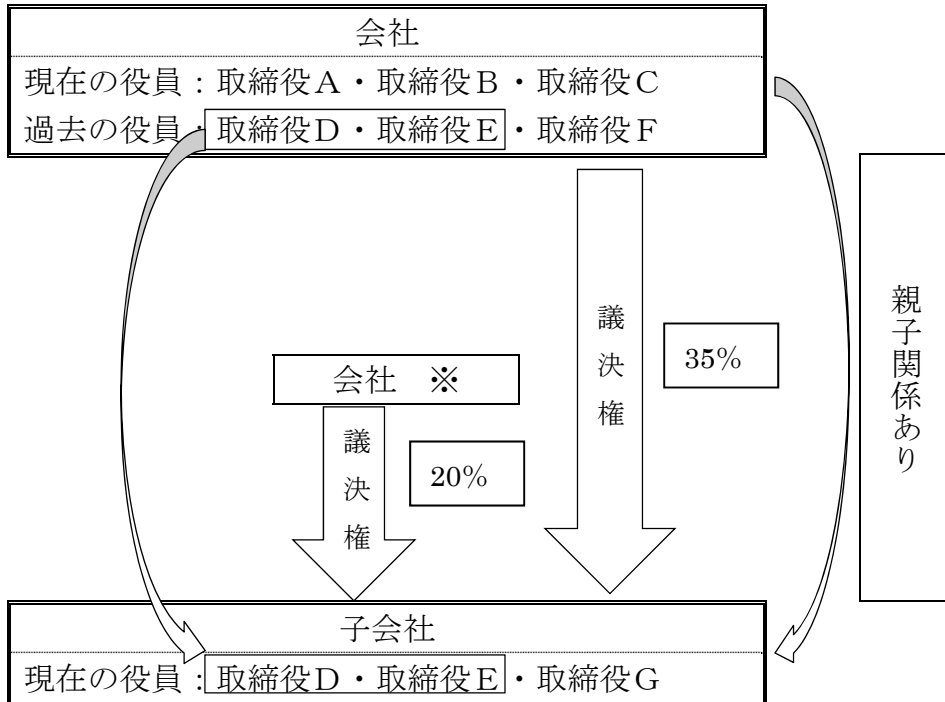 会社
現在の役員：取締役A・取締役B・取締役C
過去の役員：取締役D・取締役E・取締役F
議決権
35%
親子関係あり
会社　※
議決権
20%
子会社
現在の役員：取締役D・取締役E・取締役G